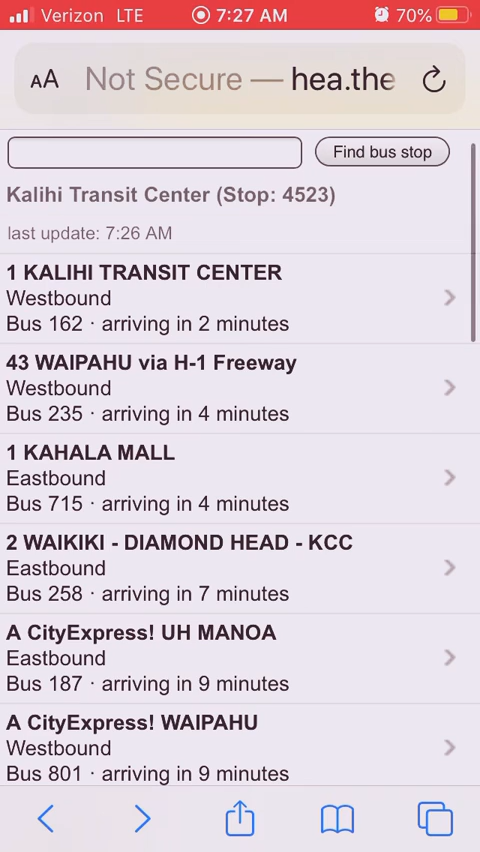 Verizon LTE 7:27 AM 70%
AA Not Secure — hea.the
Find bus stop
Kalihi Transit Center (Stop: 4523)
last update: 7:26 AM
1 KALIHI TRANSIT CENTER
Westbound
Bus 162 · arriving in 2 minutes
43 WAIPAHU via H-1 Freeway
Westbound
Bus 235 · arriving in 4 minutes
1 KAHALA MALL
Eastbound
Bus 715 · arriving in 4 minutes
2 WAIKIKI - DIAMOND HEAD - KCC
Eastbound
Bus 258 · arriving in 7 minutes
A CityExpress! UH MANOA
Eastbound
Bus 187 · arriving in 9 minutes
A CityExpress! WAIPAHU
Westbound
Bus 801 · arriving in 9 minutes